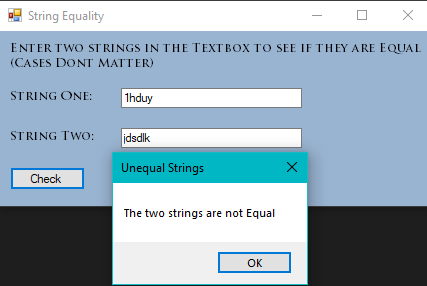 String Equality
Enter two strings in the Textbox to see if they are Equal
(Cases Dont Matter)
String One:
1hduy
String Two:
jdsdlk
Check
Unequal Strings
The two strings are not Equal
OK